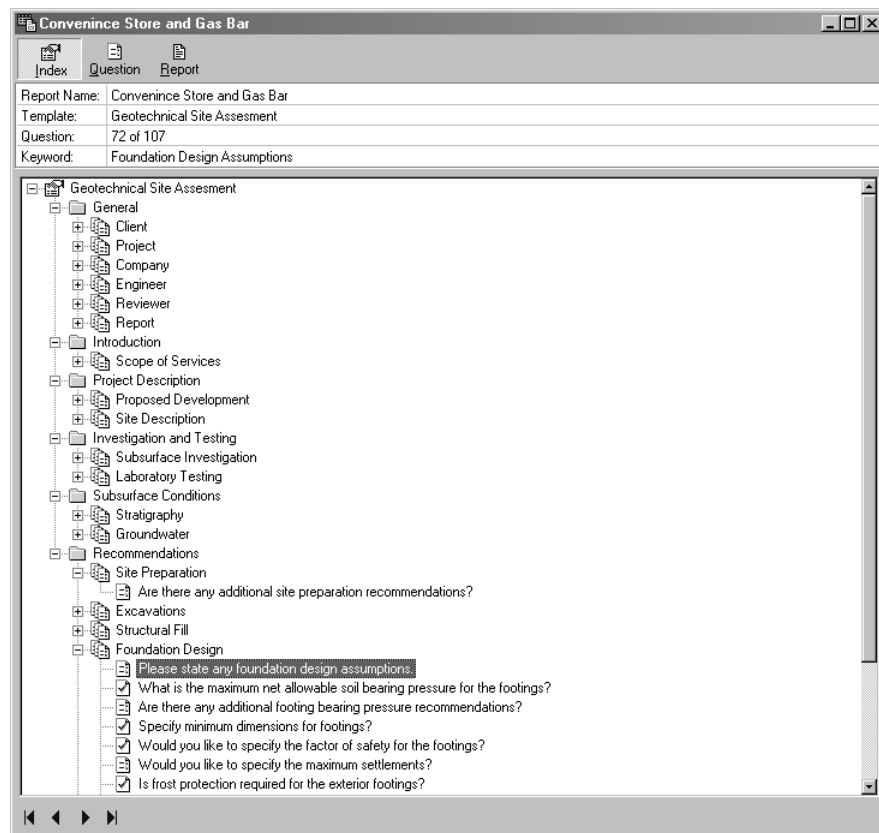 Convenince Store and Gas Bar
Index Question Report
Report Name: Convenince Store and Gas Bar
Template: Geotechnical Site Assesment
Question: 72 of 107
Keyword: Foundation Design Assumptions
Geotechnical Site Assesment
General
Client
Project
Company
Engineer
Reviewer
Report
Introduction
Scope of Services
Project Description
Proposed Development
Site Description
Investigation and Testing
Subsurface Investigation
Laboratory Testing
Subsurface Conditions
Stratigraphy
Groundwater
Recommendations
Site Preparation
Are there any additional site preparation recommendations?
Excavations
Structural Fill
Foundation Design
Please state any foundation design assumptions.
What is the maximum net allowable soil bearing pressure for the footings?
Are there any additional footing bearing pressure recommendations?
Specify minimum dimensions for footings?
Would you like to specify the factor of safety for the footings?
Would you like to specify the maximum settlements?
Is frost protection required for the exterior footings?